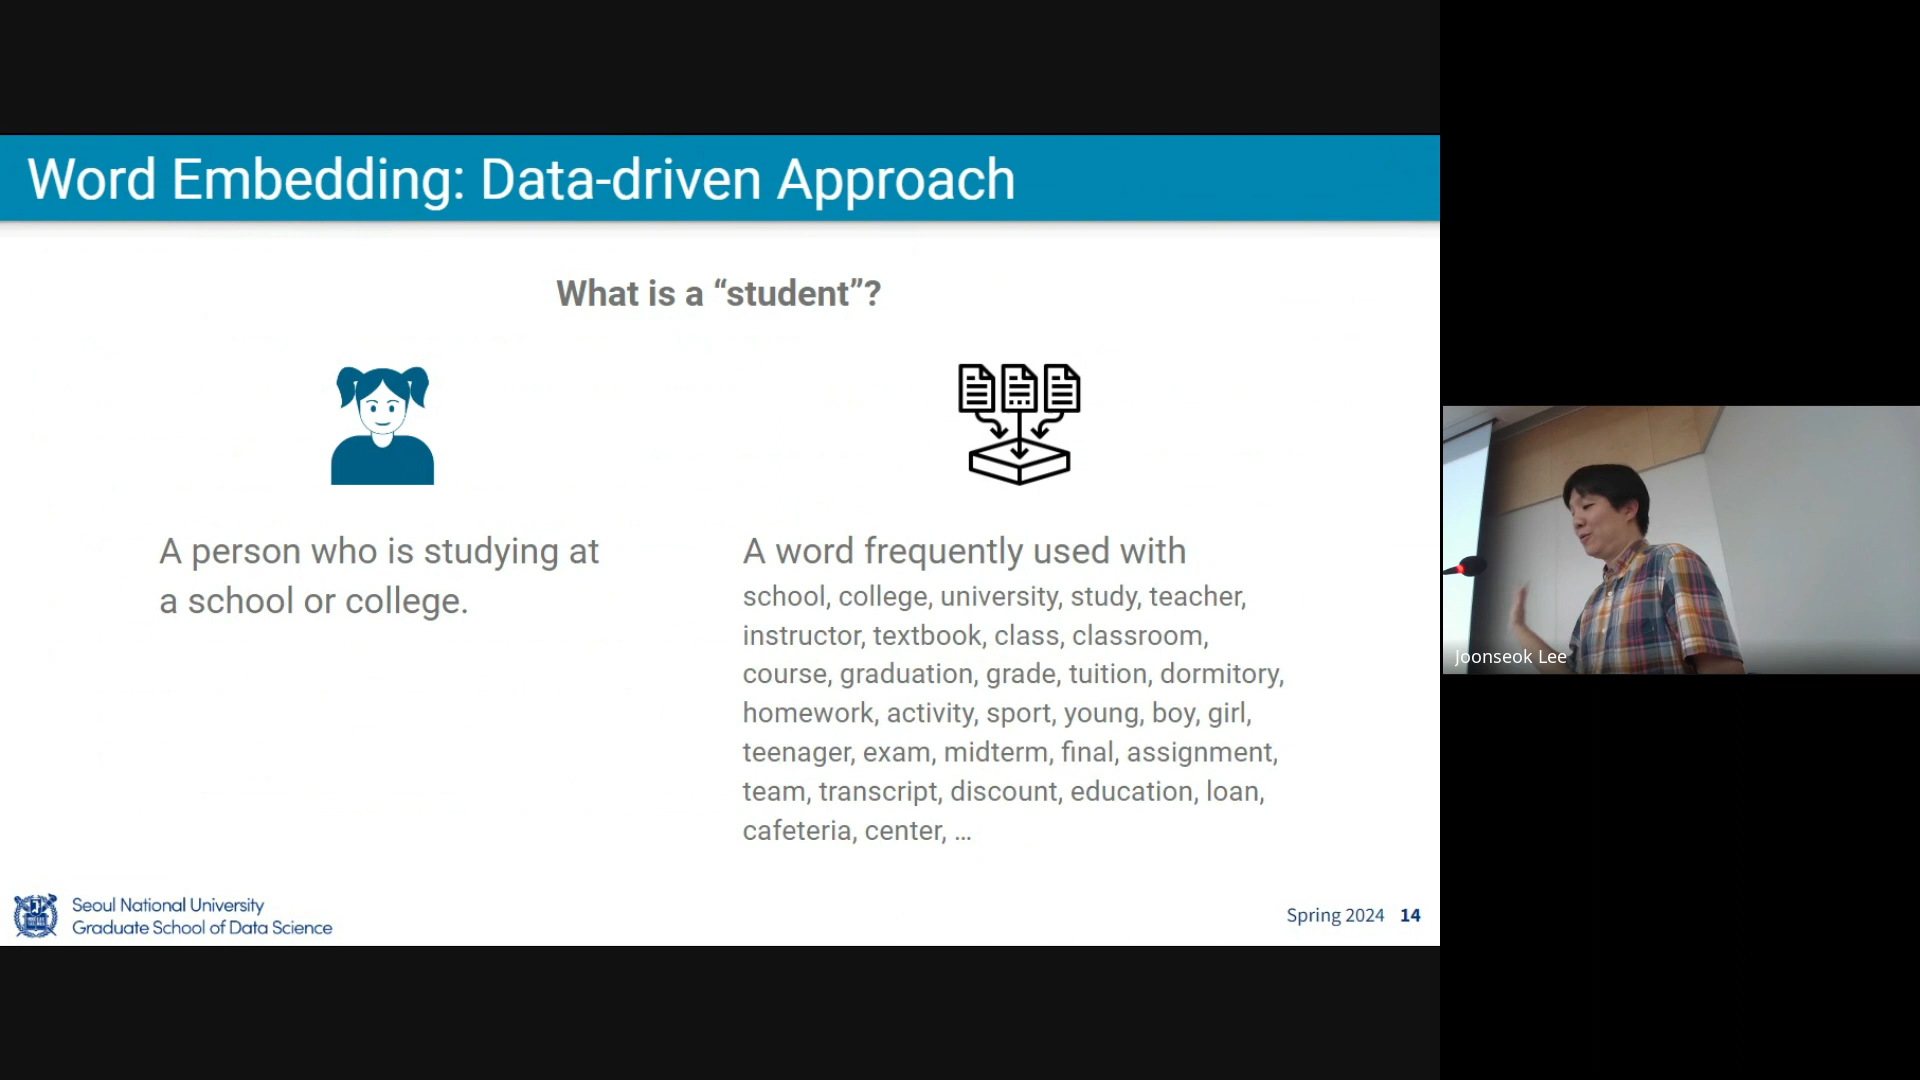 Word Embedding: Data-driven Approach
What is a “student”?
A person who is studying at
a school or college.
A word frequently used with
school, college, university, study, teacher,
instructor, textbook, class, classroom,
course, graduation, grade, tuition, dormitory,
homework, activity, sport, young, boy, girl,
teenager, exam, midterm, final, assignment,
team, transcript, discount, education, loan,
cafeteria, center, ...
Seoul National University
Graduate School of Data Science
Spring 2024 14
Joonseok Lee